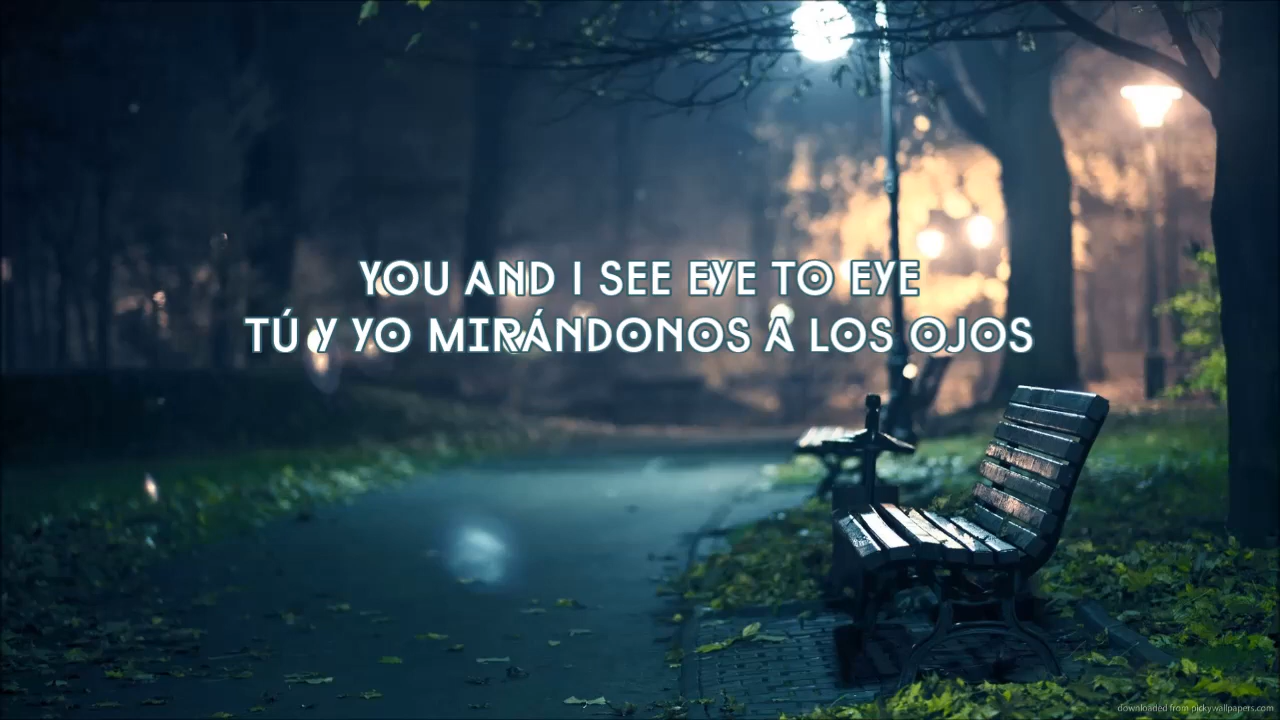 YOU AND I SEE EYE TO EYE
TÚ Y YO MIRÁNDONOS A LOS OJOS
downloaded from pickywallpapers.com